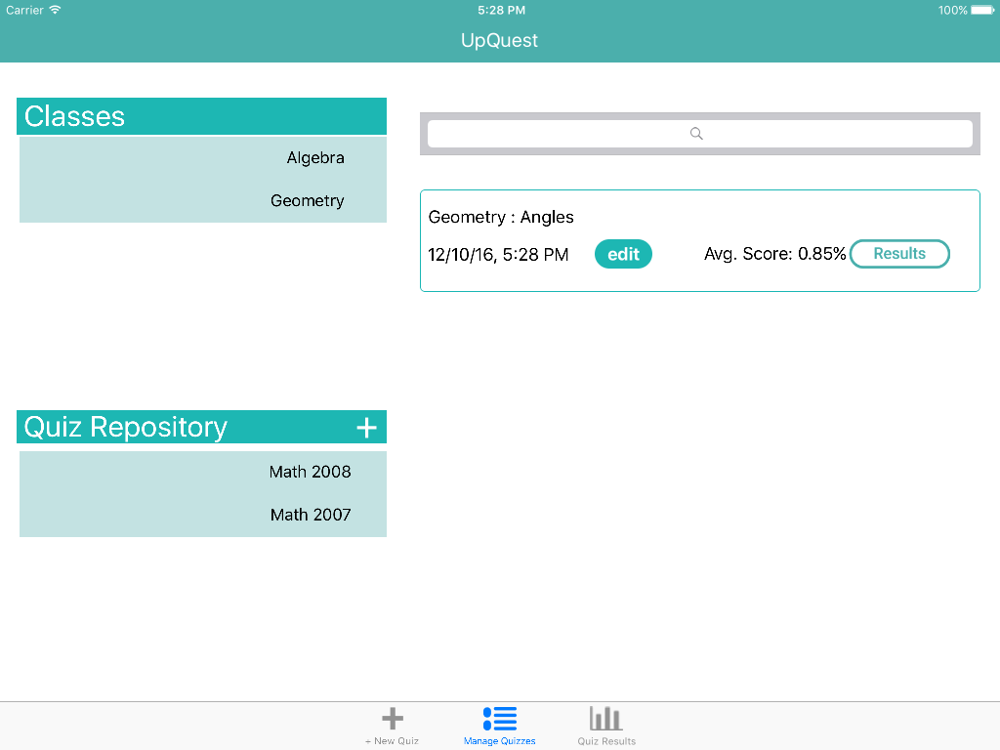 Carrier 5:28 PM 100%
UpQuest
Classes
Algebra
Geometry
Quiz Repository +
Math 2008
Math 2007
Geometry : Angles
12/10/16, 5:28 PM edit Avg. Score: 0.85% Results
+ New Quiz Manage Quizzes Quiz Results